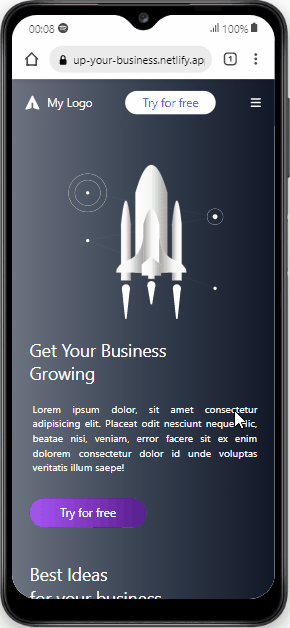 00:08 100%
up-your-business.netlify.ap
1
My Logo Try for free
Get Your Business
Growing
Lorem ipsum dolor, sit amet consectetur
adipisicing elit. Placeat odit nesciunt neque
beatae nisi, veniam, error facere sit ex enim
dolorem consectetur dolor id unde voluptas
veritatis illum saepe!
Try for free
Best Ideas
for your business